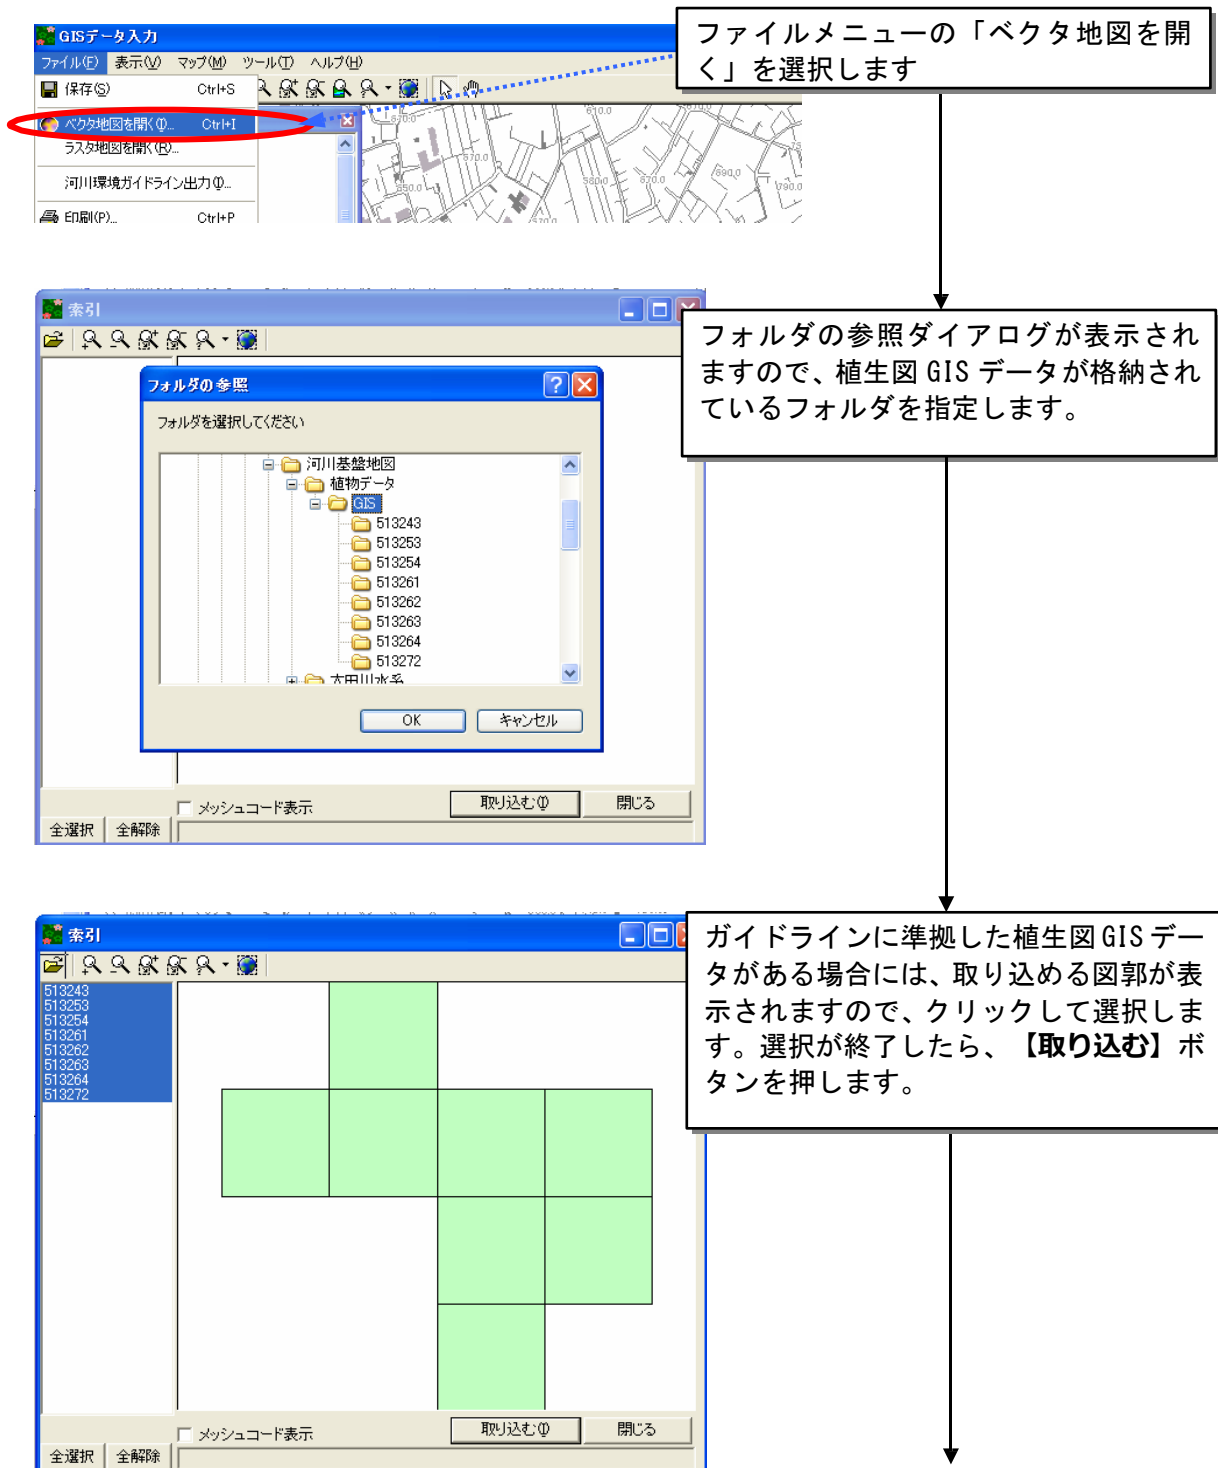 GISデータ入力
ファイル(F) 表示(V) マップ(M) ツール(T) ヘルプ(H)
保存(S) Ctrl+S
ベクタ地図を開く(I)... Ctrl+I
ラスタ地図を開く(R)...
河川環境ガイドライン出力(I)...
印刷(P)... Ctrl+P
ファイルメニューの「ベクタ地図を開
く」を選択します
索引
フォルダの参照
フォルダを選択してください
河川基盤地図
植物データ
GIS
513243
513253
513254
513261
513262
513263
513264
513272
太田川水系
OK キャンセル
メッシュコード表示
取り込む(I) 閉じる
全選択 全解除
フォルダの参照ダイアログが表示され
ますので、植生図 GIS データが格納され
ているフォルダを指定します。
索引
513243
513253
513254
513261
513262
513263
513264
513272
メッシュコード表示
取り込む(I) 閉じる
全選択 全解除
ガイドラインに準拠した植生図 GIS デー
タがある場合には、取り込める図郭が表
示されますので、クリックして選択しま
す。選択が終了したら、【取り込む】ボ
タンを押します。